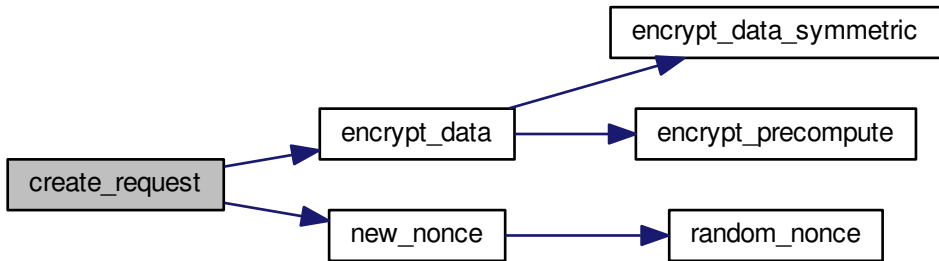 encrypt_data_symmetric
encrypt_data
encrypt_precompute
create_request
new_nonce
random_nonce